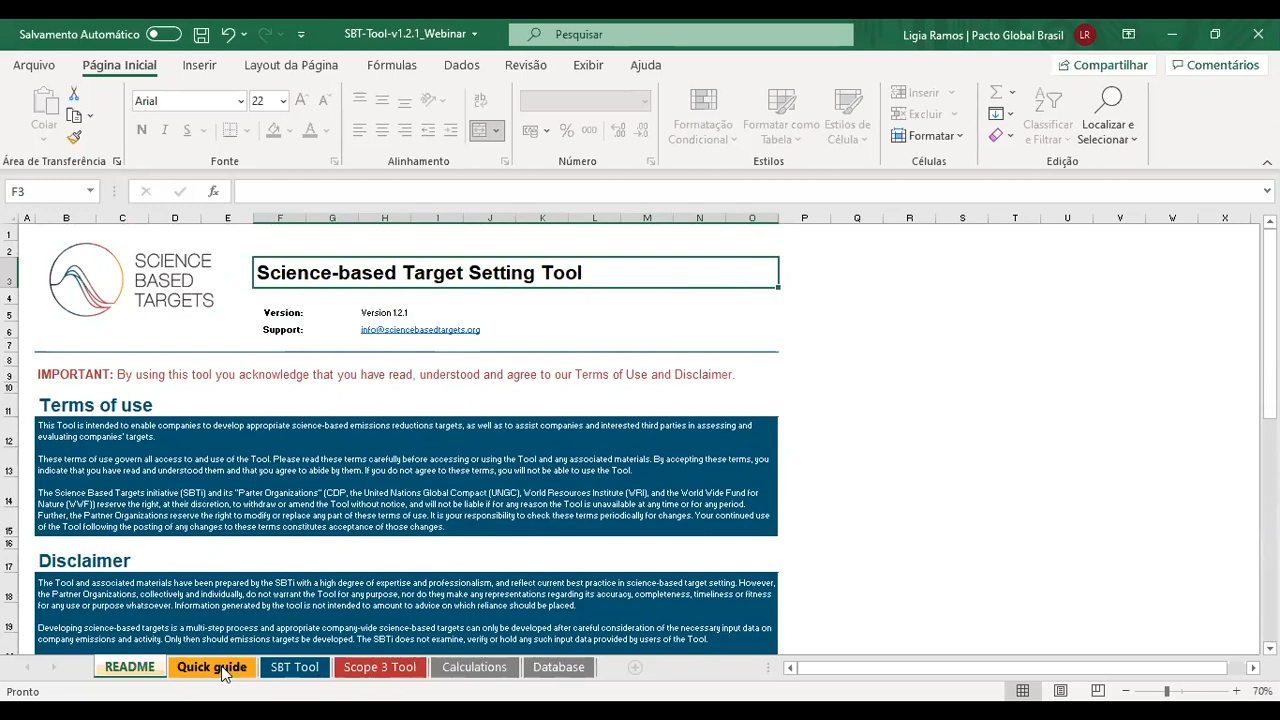 Salvamento Automático
SBT-Tool-v1.2.1_Webinar
Pesquisar
Ligia Ramos | Pacto Global Brasil
LR
Arquivo Página Inicial Inserir Layout da Página Fórmulas Dados Revisão Exibir Ajuda Compartilhar Comentários
Colar
Arial 22
N I S
Formatação Condicional
Formatar como Tabela
Estilos de Célula
Inserir
Excluir
Formatar
Classificar e Filtrar
Localizar e Selecionar
Área de Transferência Fonte Alinhamento Número Estilos Células Edição
F3
A B C D E F G H I J K L M N O P Q R S T U V W X
1
2
3
4
5
6
7
8
9
10
11
12
13
14
15
16
17
18
19
SCIENCE
BASED
TARGETS
Science-based Target Setting Tool
Version: Version 1.2.1
Support: info@sciencebasedtargets.org
IMPORTANT: By using this tool you acknowledge that you have read, understood and agree to our Terms of Use and Disclaimer.
Terms of use
This Tool is intended to enable companies to develop appropriate science-based emissions reductions targets, as well as to assist companies and interested third parties in assessing and
evaluating companies' targets.
These terms of use govern all access to and use of the Tool. Please read these terms carefully before accessing or using the Tool and any associated materials. By accepting these terms, you
indicate that you have read and understood them and that you agree to abide by them. If you do not agree to these terms, you will not be able to use the Tool.
The Science Based Targets initiative (SBTi) and its "Parter Organizations" (CDP, the United Nations Global Compact (UNGC), World Resources Institute (WRI), and the World Wide Fund for
Nature (WWF)) reserve the right, at their discretion, to withdraw or amend the Tool without notice, and will not be liable if for any reason the Tool is unavailable at any time or for any period.
Further, the Partner Organizations reserve the right to modify or replace any part of these terms of use. It is your responsibility to check these terms periodically for changes. Your continued use
of the Tool following the posting of any changes to these terms constitutes acceptance of those changes.
Disclaimer
The Tool and associated materials have been prepared by the SBTi with a high degree of expertise and professionalism, and reflect current best practice in science-based target setting. However,
the Partner Organizations, collectively and individually, do not warrant the Tool for any purpose, nor do they make any representations regarding its accuracy, completeness, timeliness or fitness
for any use or purpose whatsoever. Information generated by the tool is not intended to amount to advice on which reliance should be placed.
Developing science-based targets is a multi-step process and appropriate company-wide science-based targets can only be developed after careful consideration of the necessary input data on
company emissions and activity. Only then should emissions targets be developed. The SBTi does not examine, verify or hold any such input data provided by users of the Tool.
README Quick guide SBT Tool Scope 3 Tool Calculations Database
Pronto
70%